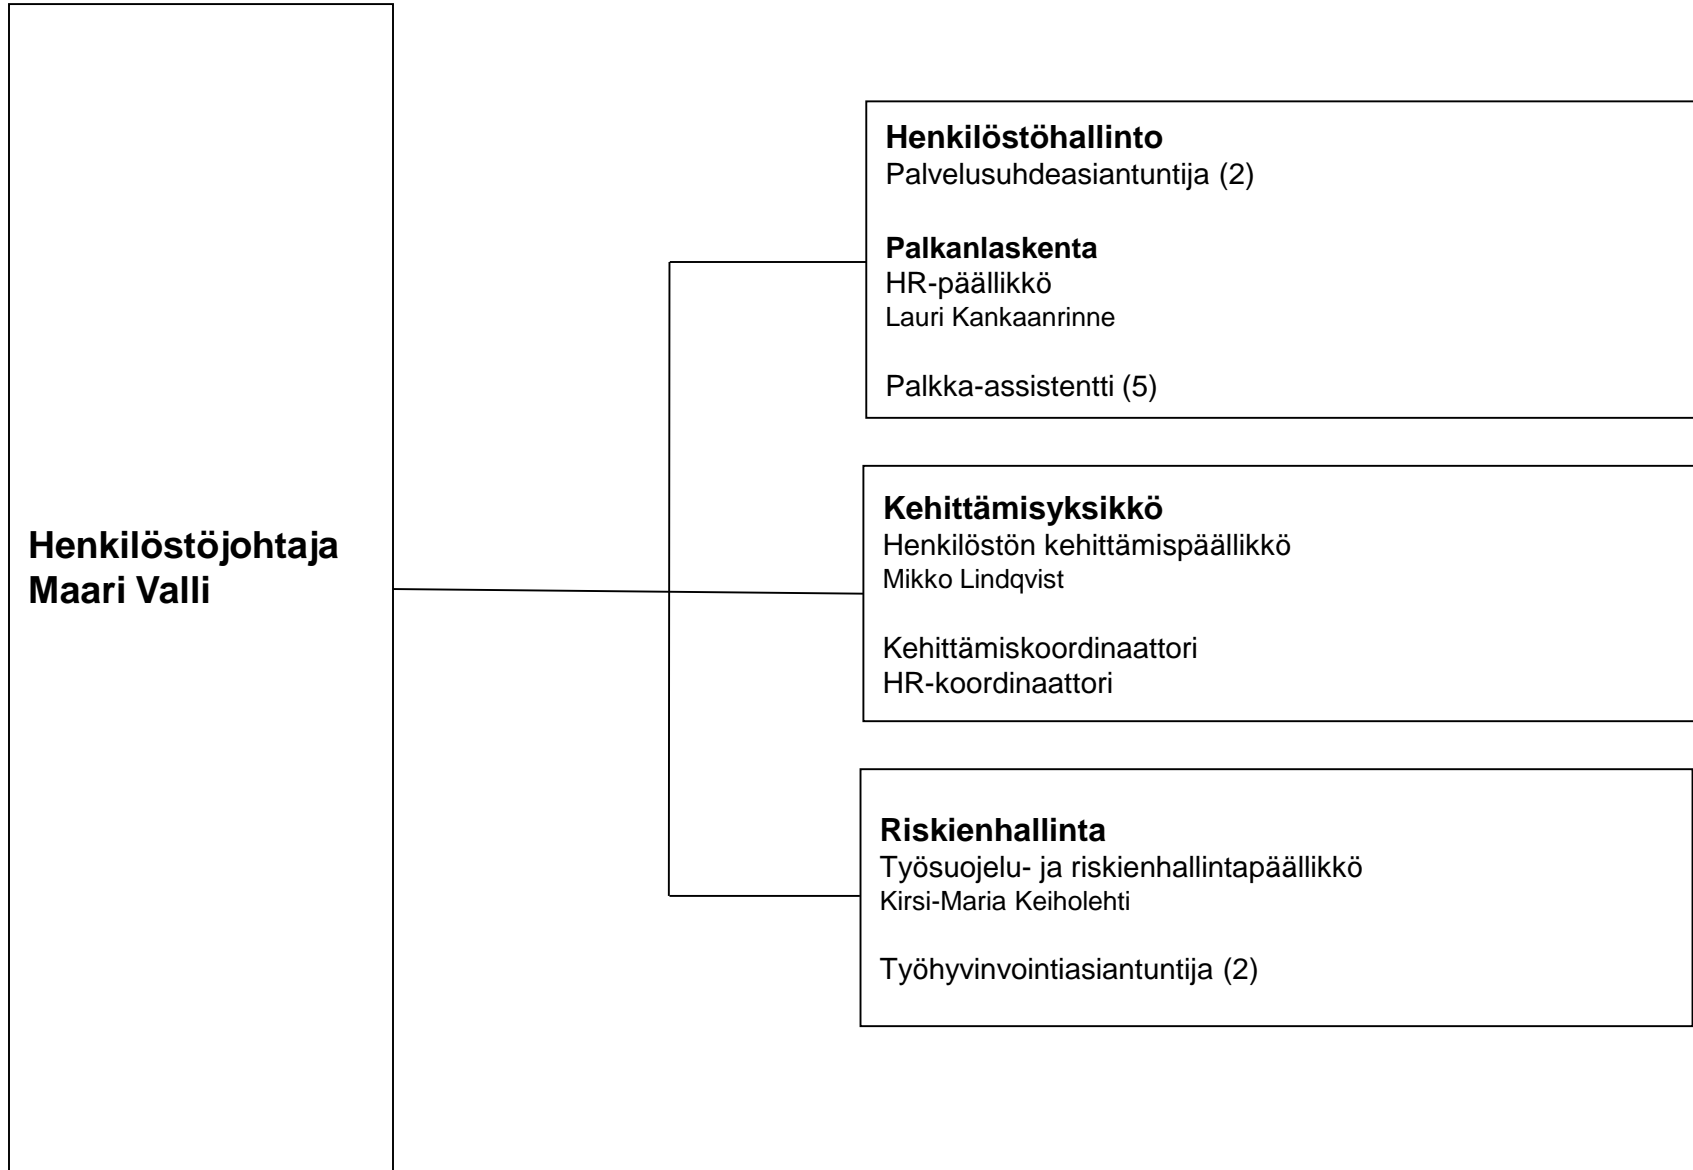 Henkilöstöjohtaja
Maari Valli
Henkilöstöhallinto
Palvelusuhdeasiantuntija (2)
Palkanlaskenta
HR-päällikkö
Lauri Kankaanrinne
Palkka-assistentti (5)
Kehittämisyksikkö
Henkilöstön kehittämispäällikkö
Mikko Lindqvist
Kehittämiskoordinaattori
HR-koordinaattori
Riskienhallinta
Työsuojelu- ja riskienhallintapäällikkö
Kirsi-Maria Keiholehti
Työhyvinvointiasiantuntija (2)